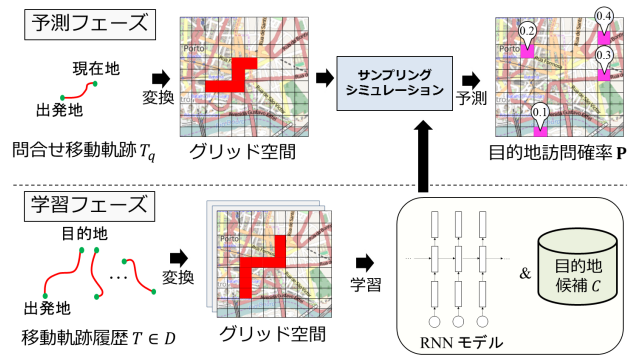 予測フェーズ
現在地
出発地
問合せ移動軌跡 T_q
変換
Porto
グリッド空間
サンプリング
シミュレーション
予測
0.2
0.4
0.3
0.1
Porto
目的地訪問確率 P
学習フェーズ
目的地
…
出発地
移動軌跡履歴 T ∈ D
変換
Porto
グリッド空間
学習
&
目的地
候補 C
RNN モデル